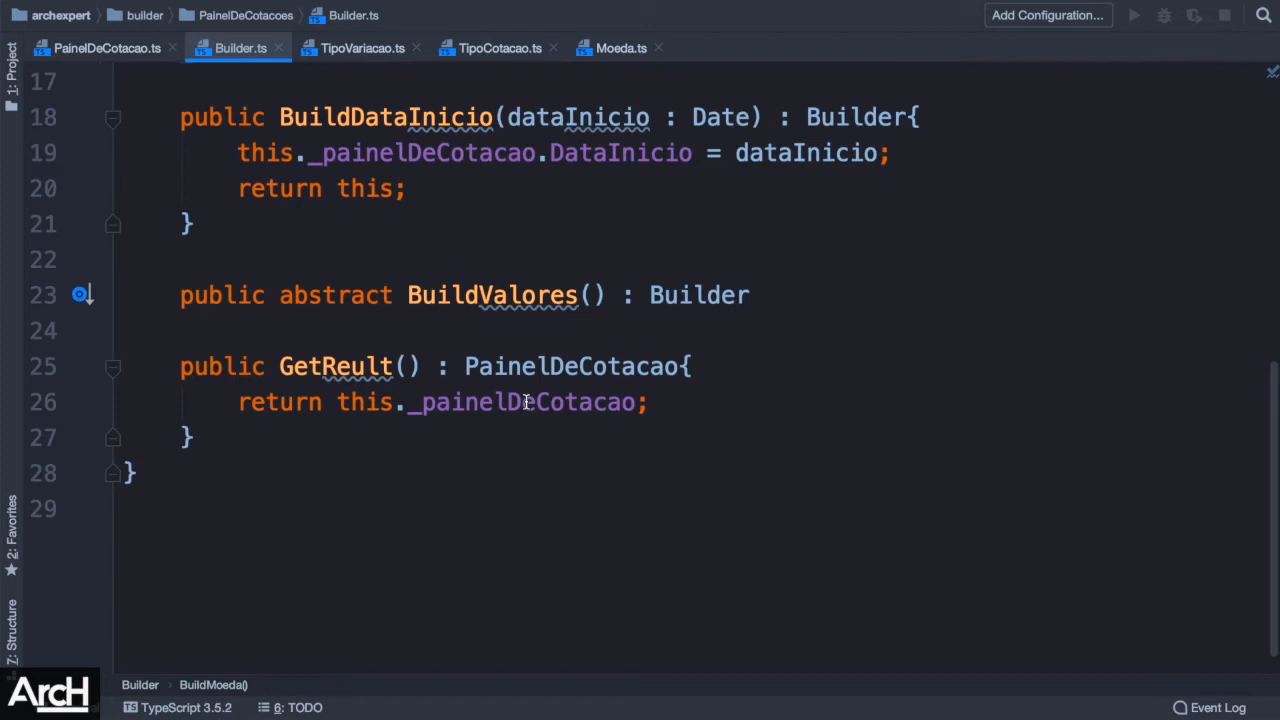 archexpert builder PainelDeCotacoes Builder.ts Add Configuration...
PainelDeCotacao.ts Builder.ts TipoVariacao.ts TipoCotacao.ts Moeda.ts
1: Project
17
18 public BuildDataInicio(dataInicio : Date) : Builder{
19 this._painelDeCotacao.DataInicio = dataInicio;
20 return this;
21 }
22
23 public abstract BuildValores() : Builder
24
25 public GetReult() : PainelDeCotacao{
26 return this._painelDeCotacao;
27 }
28 }
29
2: Favorites
7: Structure
Builder BuildMoeda()
ArcH
TypeScript 3.5.2 6: TODO Event Log